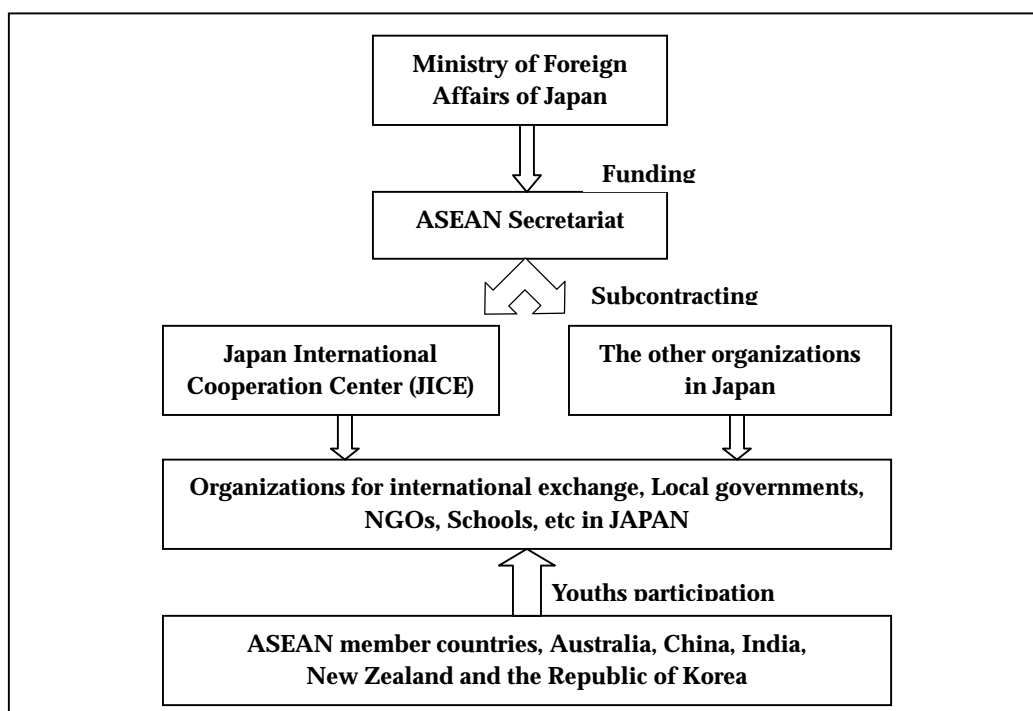 Ministry of Foreign
Affairs of Japan
Funding
ASEAN Secretariat
Subcontracting
Japan International
Cooperation Center (JICE)
The other organizations
in Japan
Organizations for international exchange, Local governments,
NGOs, Schools, etc in JAPAN
Youths participation
ASEAN member countries, Australia, China, India,
New Zealand and the Republic of Korea